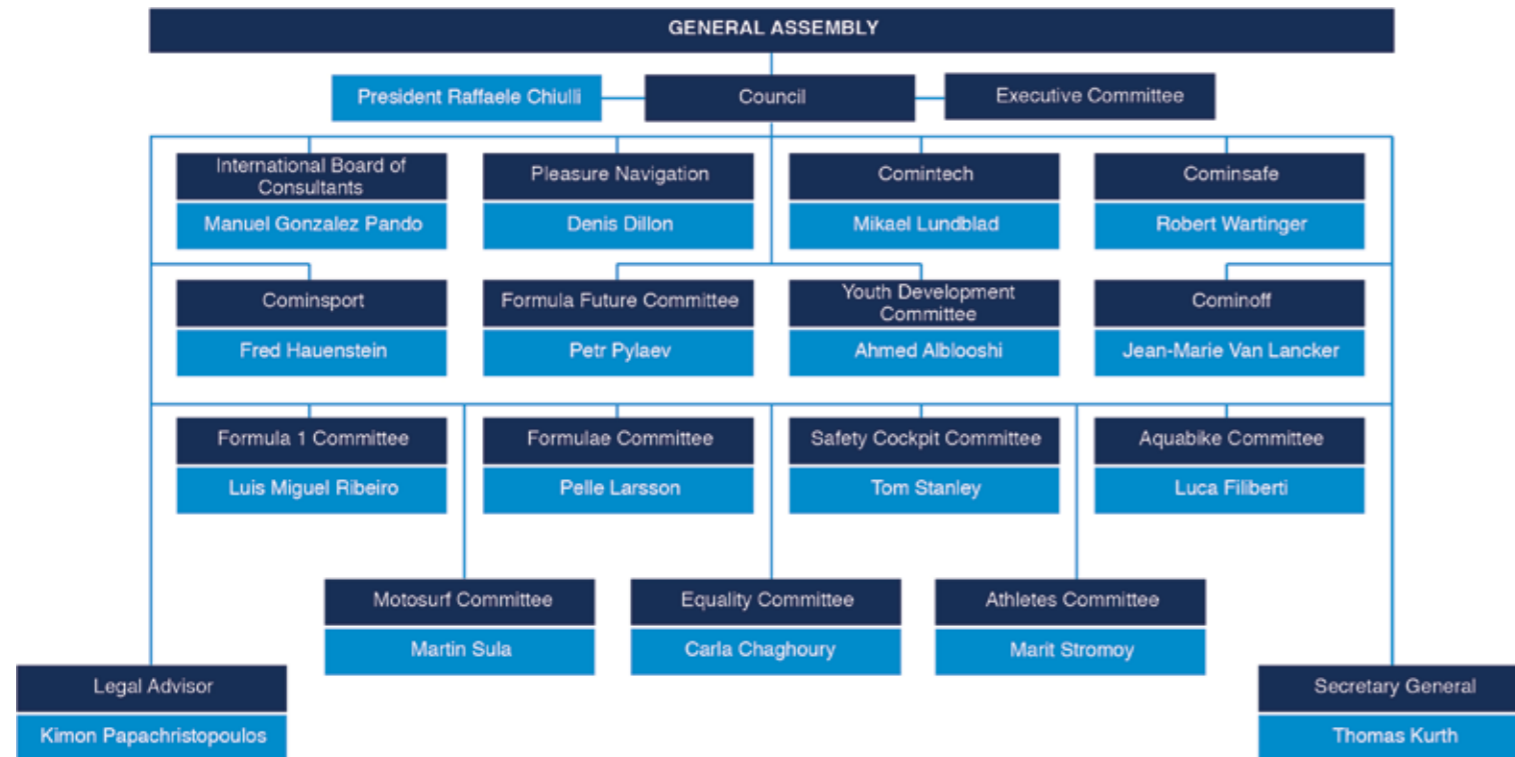 GENERAL ASSEMBLY
President Raffaele Chiulli
Council
Executive Committee
International Board of
Consultants
Manuel Gonzalez Pando
Pleasure Navigation
Denis Dillon
Comintech
Mikael Lundblad
Cominsafe
Robert Wartinger
Cominsport
Fred Hauenstein
Formula Future Committee
Petr Pylaev
Youth Development
Committee
Ahmed Alblooshi
Cominoff
Jean-Marie Van Lancker
Formula 1 Committee
Luis Miguel Ribeiro
Formulae Committee
Pelle Larsson
Safety Cockpit Committee
Tom Stanley
Aquabike Committee
Luca Filiberti
Motosurf Committee
Martin Sula
Equality Committee
Carla Chaghoury
Athletes Committee
Marit Stromoy
Legal Advisor
Kimon Papachristopoulos
Secretary General
Thomas Kurth